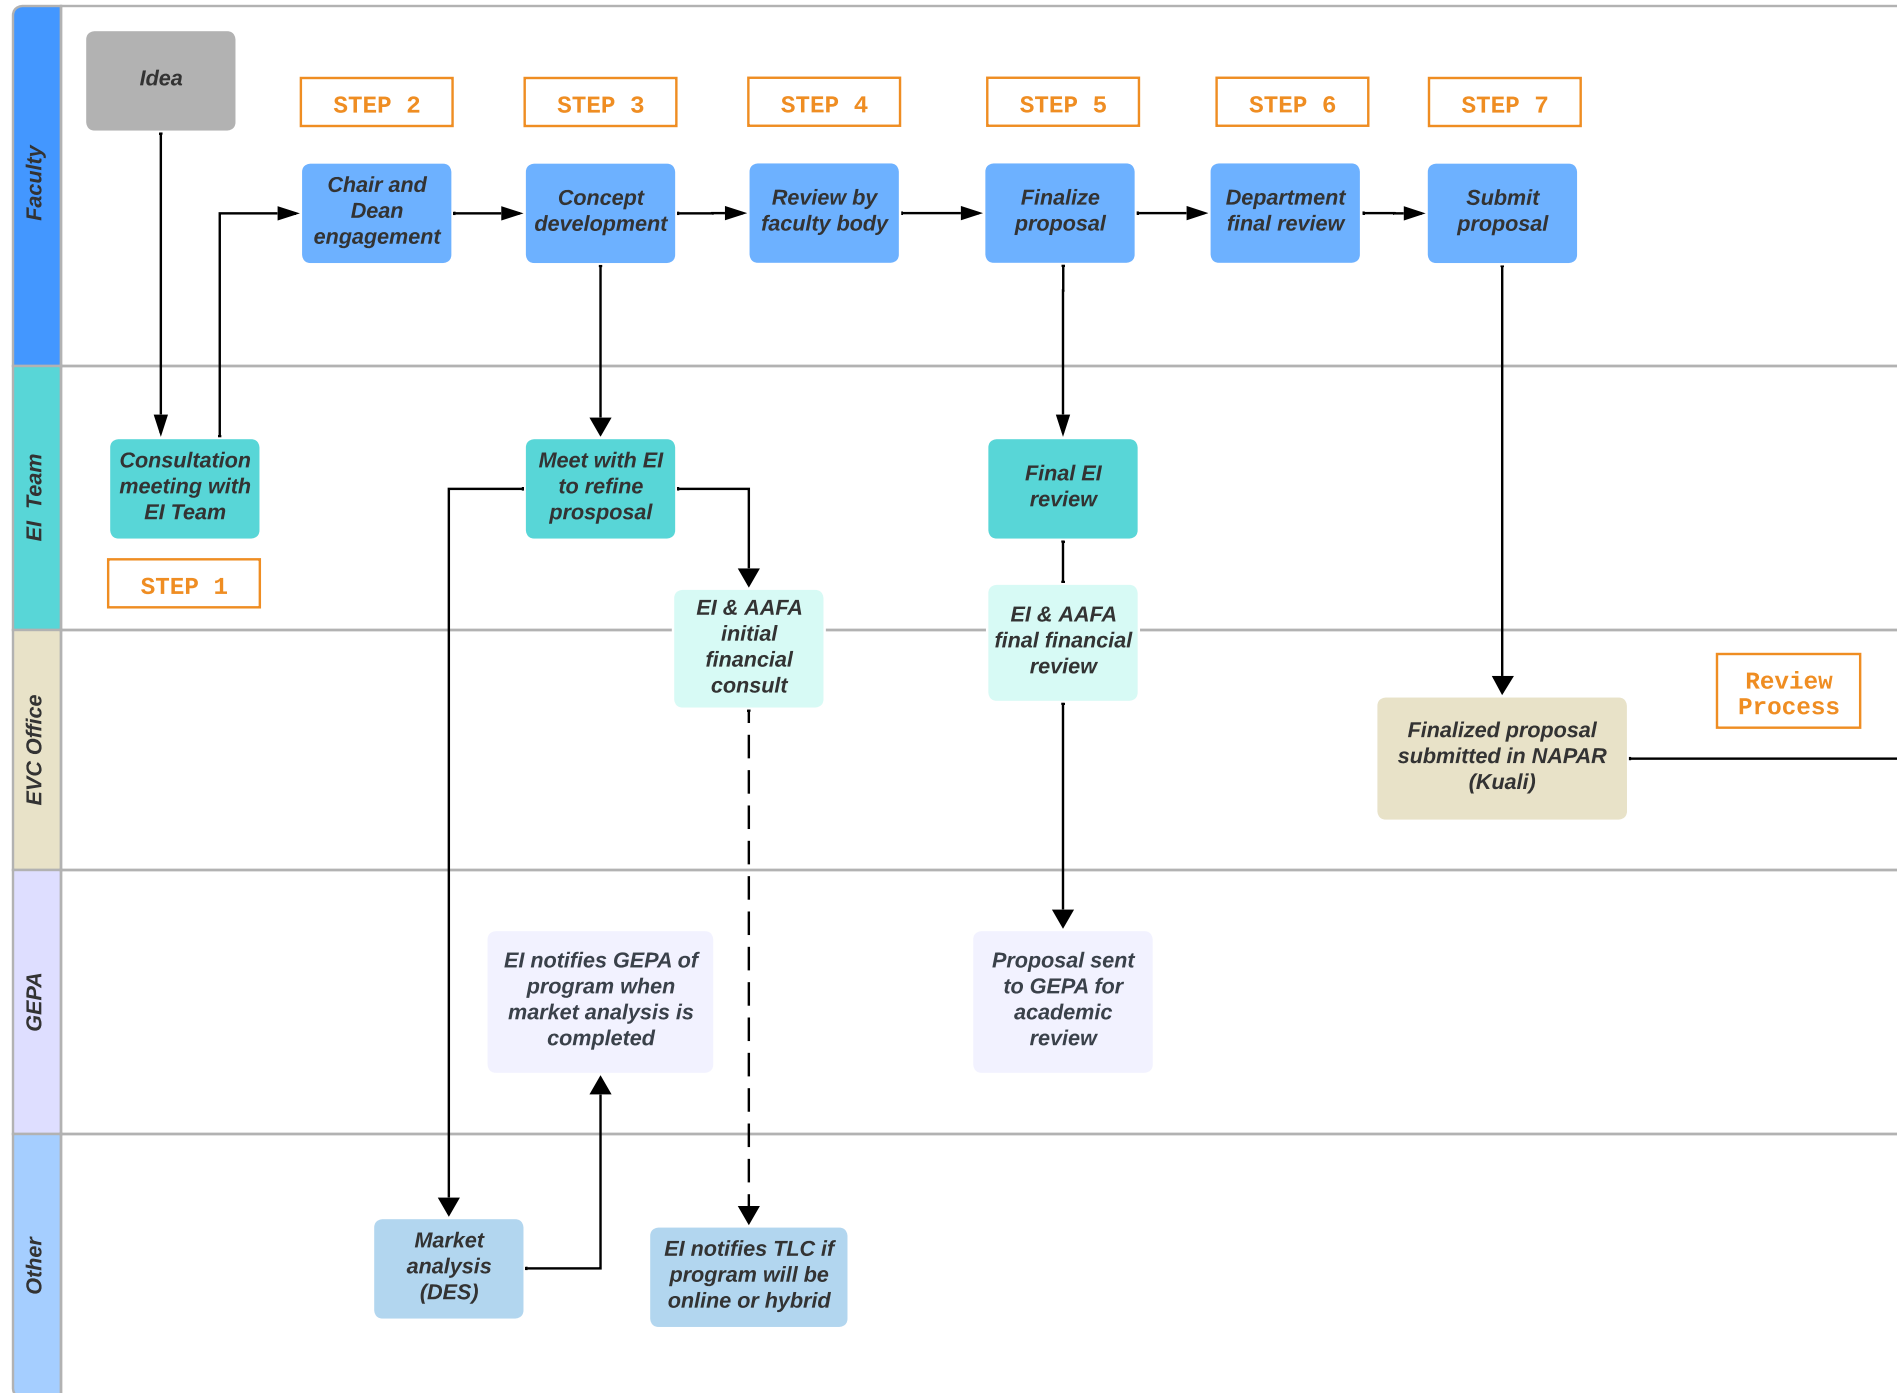 Faculty
Idea
STEP 2
STEP 3
STEP 4
STEP 5
STEP 6
STEP 7
Chair and
Dean
engagement
Concept
development
Review by
faculty body
Finalize
proposal
Department
final review
Submit
proposal
EI Team
Consultation
meeting with
EI Team
STEP 1
Meet with EI
to refine
prosposal
Final EI
review
EI & AAFA
initial
financial
consult
EI & AAFA
final financial
review
EVC Office
Finalized proposal
submitted in NAPAR
(Kuali)
Review
Process
GEPA
EI notifies GEPA of
program when
market analysis is
completed
Proposal sent
to GEPA for
academic
review
Other
Market
analysis
(DES)
EI notifies TLC if
program will be
online or hybrid